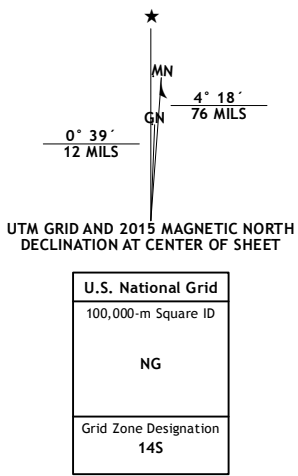 MN
GN
4° 18´
76 MILS
0° 39´
12 MILS
UTM GRID AND 2015 MAGNETIC NORTH
DECLINATION AT CENTER OF SHEET
U.S. National Grid
100,000-m Square ID
NG
Grid Zone Designation
14S